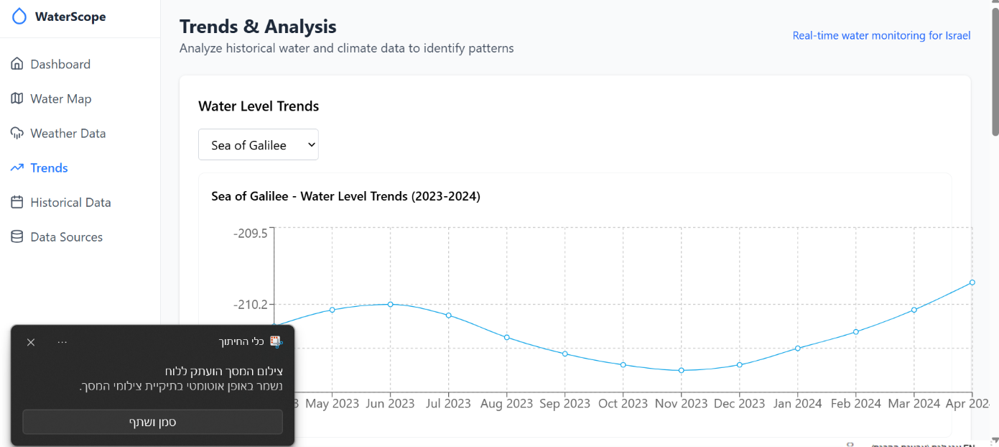 WaterScope
Dashboard
Water Map
Weather Data
Trends
Historical Data
Data Sources
Trends & Analysis
Analyze historical water and climate data to identify patterns
Real-time water monitoring for Israel
Water Level Trends
Sea of Galilee
Sea of Galilee - Water Level Trends (2023-2024)
-209.5
-210.2
3 May 2023 Jun 2023 Jul 2023 Aug 2023 Sep 2023 Oct 2023 Nov 2023 Dec 2023 Jan 2024 Feb 2024 Mar 2024 Apr 202
כלי החיתוך
צילום המסך הועתק ללוח
נשמר באופן אוטומטי בתיקיית צילומי המסך.
סמן ושתף
EN